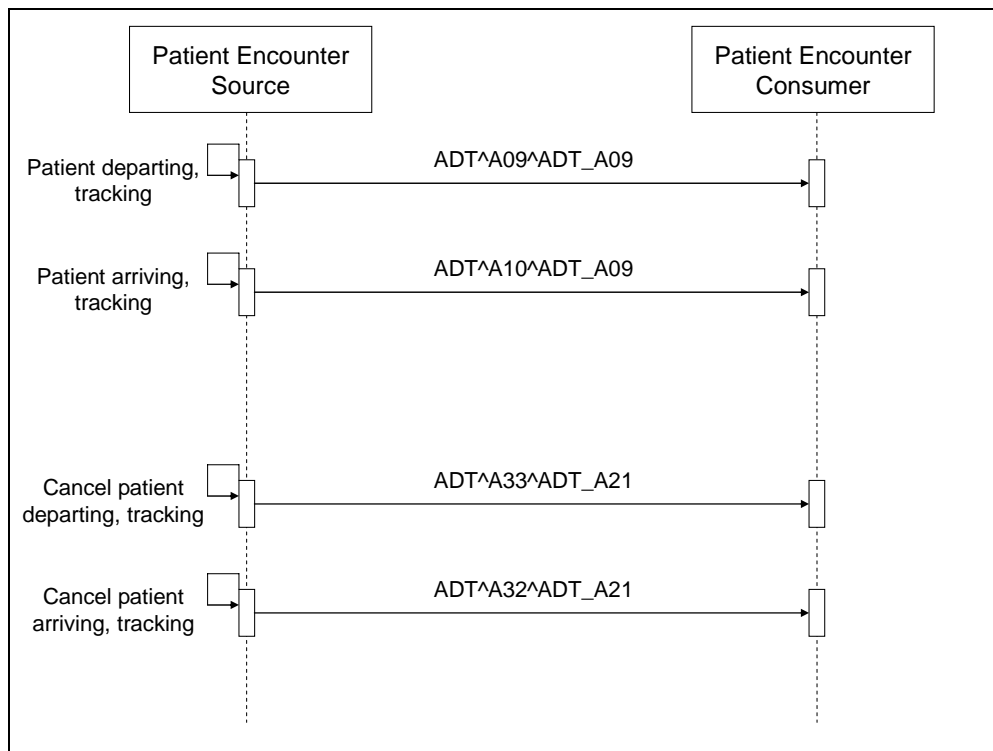 Patient Encounter
Source
Patient Encounter
Consumer
Patient departing,
tracking
ADT^A09^ADT_A09
Patient arriving,
tracking
ADT^A10^ADT_A09
Cancel patient
departing, tracking
ADT^A33^ADT_A21
Cancel patient
arriving, tracking
ADT^A32^ADT_A21